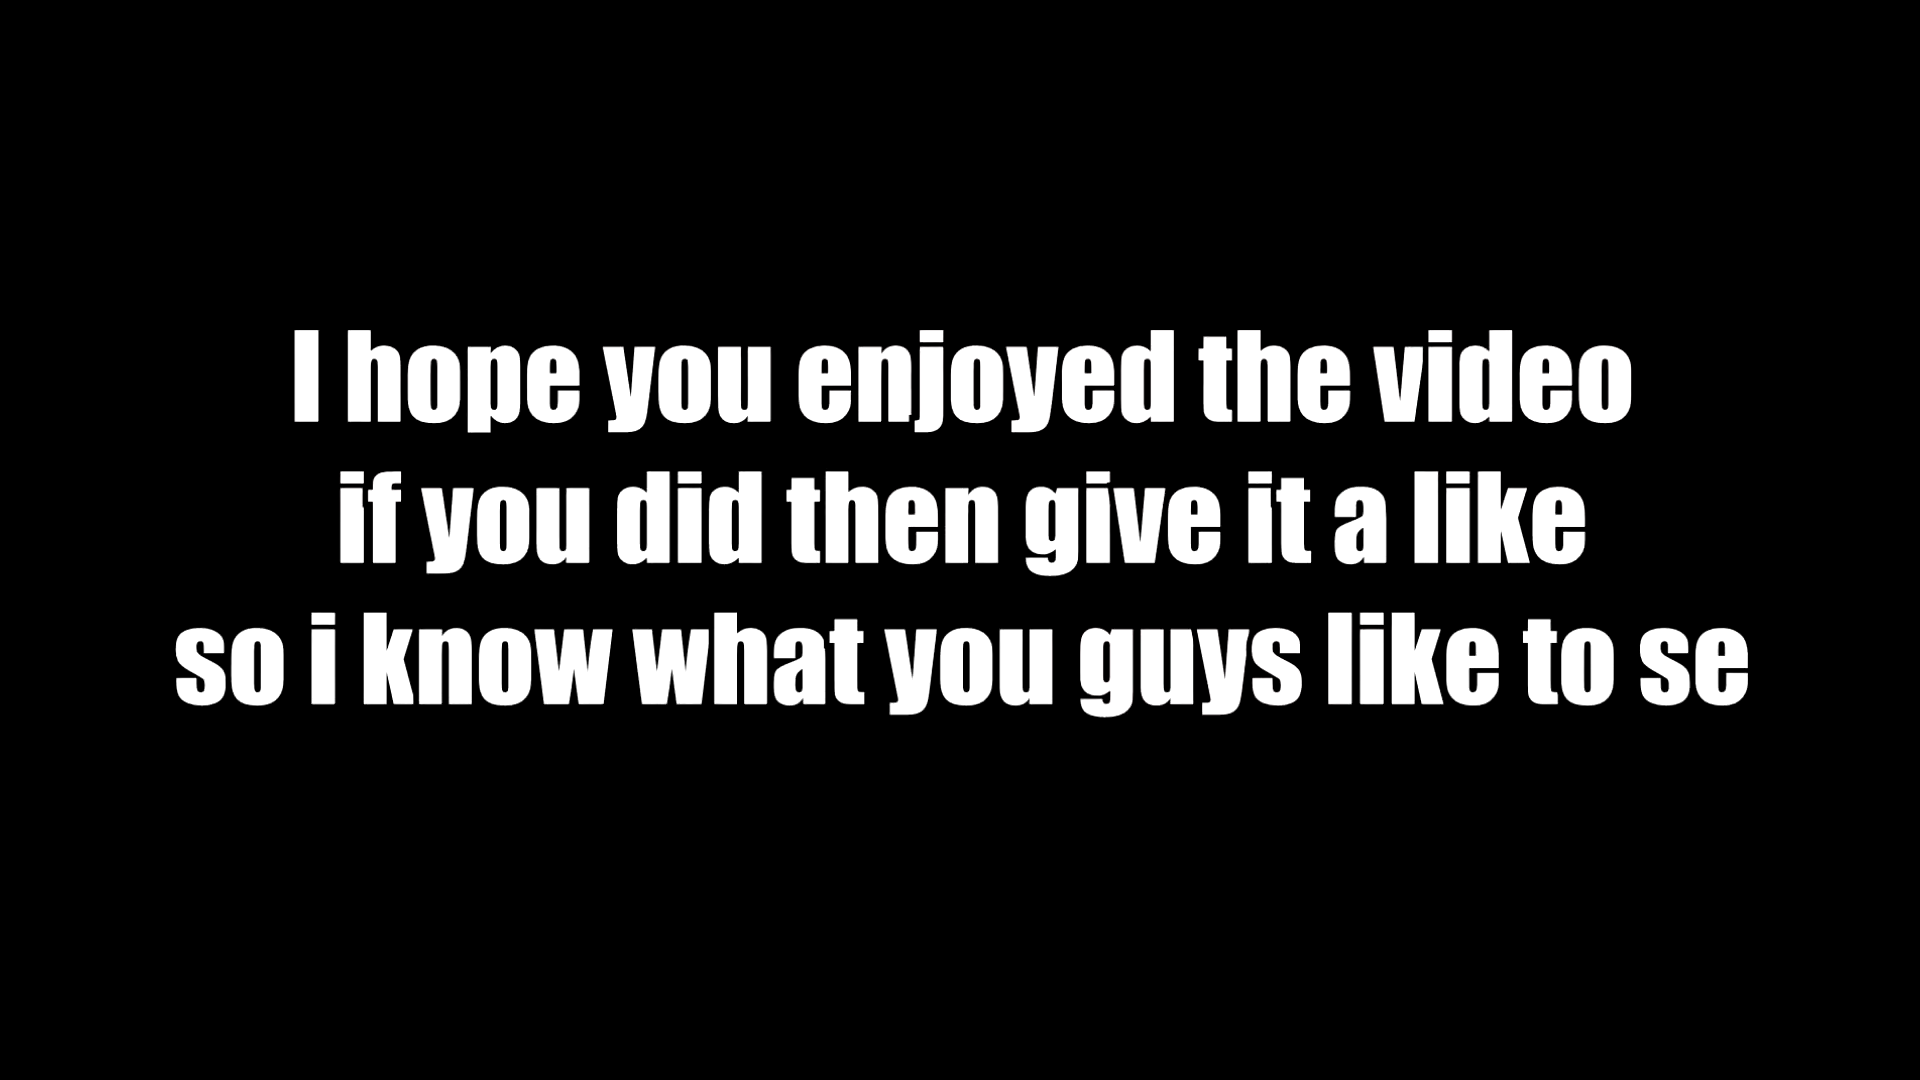 I hope you enjoyed the video
if you did then give it a like
so i know what you guys like to se